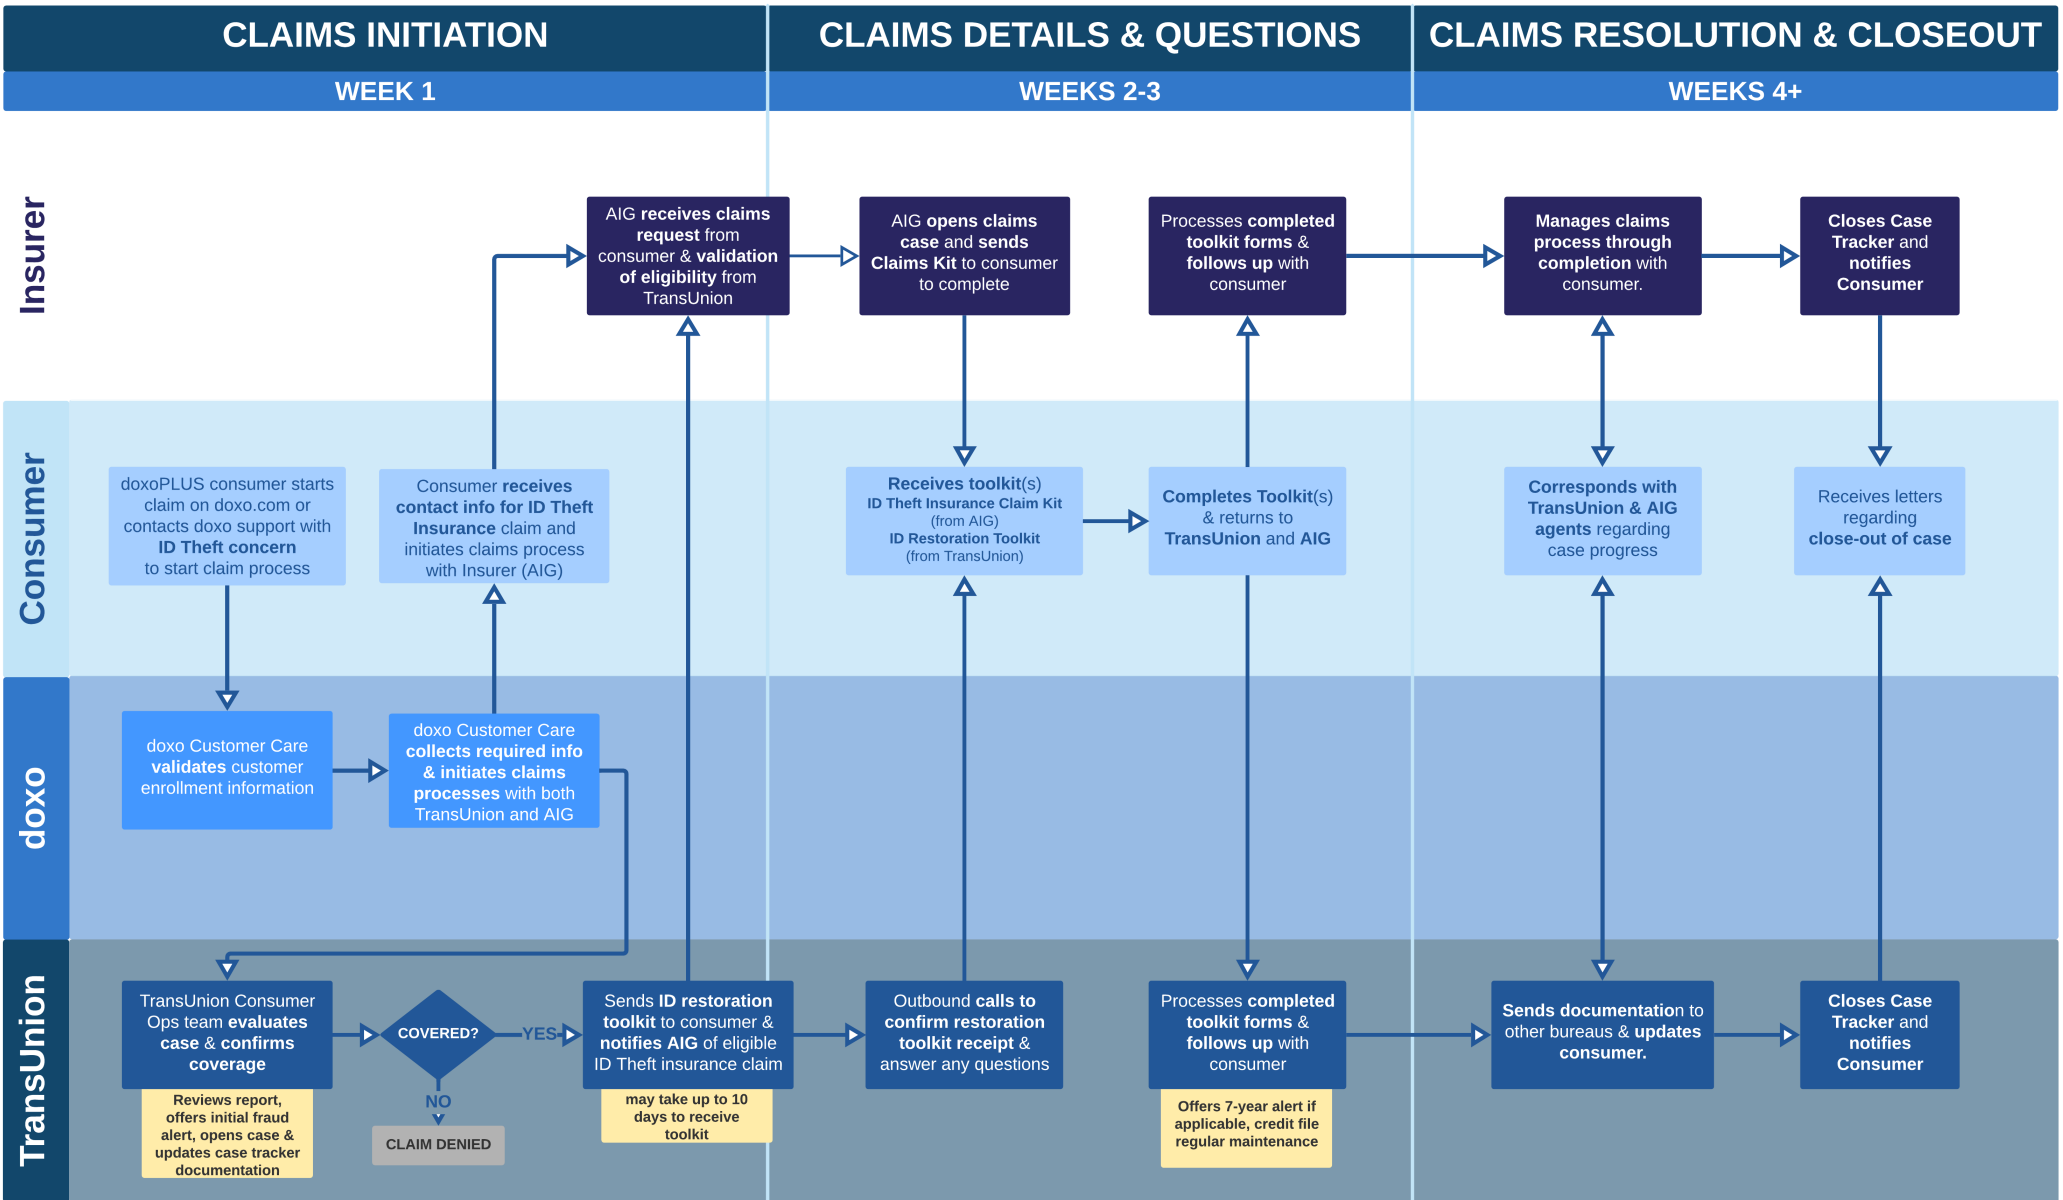 CLAIMS INITIATION
CLAIMS DETAILS & QUESTIONS
CLAIMS RESOLUTION & CLOSEOUT
WEEK 1
WEEKS 2-3
WEEKS 4+
Insurer
AIG receives claims
request from
consumer & validation
of eligibility from
TransUnion
AIG opens claims
case and sends
Claims Kit to consumer
to complete
Processes completed
toolkit forms &
follows up with
consumer
Manages claims
process through
completion with
consumer.
Closes Case
Tracker and
notifies
Consumer
Consumer
doxoPLUS consumer starts
claim on doxo.com or
contacts doxo support with
ID Theft concern
to start claim process
Consumer receives
contact info for ID Theft
Insurance claim and
initiates claims process
with Insurer (AIG)
Receives toolkit(s)
ID Theft Insurance Claim Kit
(from AIG)
ID Restoration Toolkit
(from TransUnion)
Completes Toolkit(s)
& returns to
TransUnion and AIG
Corresponds with
TransUnion & AIG
agents regarding
case progress
Receives letters
regarding
close-out of case
doxo
doxo Customer Care
validates customer
enrollment information
doxo Customer Care
collects required info
& initiates claims
processes with both
TransUnion and AIG
TransUnion
TransUnion Consumer
Ops team evaluates
case & confirms
coverage
Reviews report,
offers initial fraud
alert, opens case &
updates case tracker
documentation
COVERED?
YES
NO
CLAIM DENIED
Sends ID restoration
toolkit to consumer &
notifies AIG of eligible
ID Theft insurance claim
may take up to 10
days to receive
toolkit
Outbound calls to
confirm restoration
toolkit receipt &
answer any questions
Processes completed
toolkit forms &
follows up with
consumer
Offers 7-year alert if
applicable, credit file
regular maintenance
Sends documentation to
other bureaus & updates
consumer.
Closes Case
Tracker and
notifies
Consumer